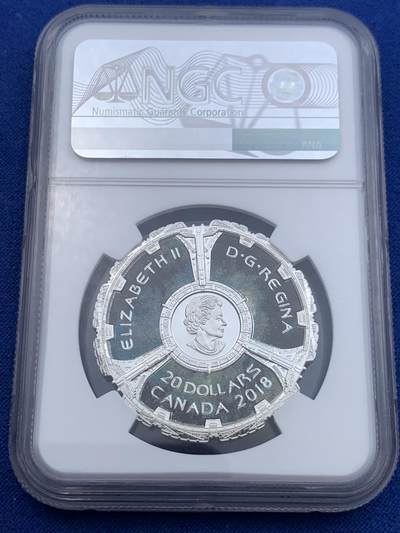 NGC
Numismatic Guaranty Corporation
ELIZABETH II
D·G·REGINA
20 DOLLARS
CANADA 2018